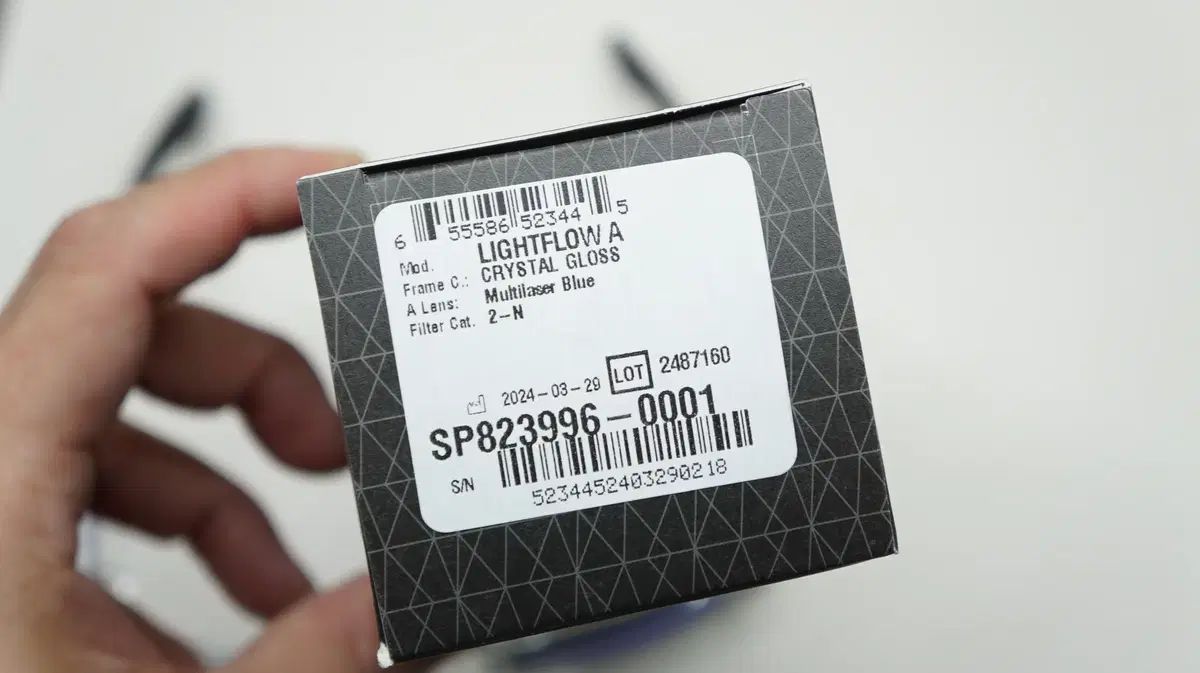 6 55586 52344 5
Mod. LIGHTFLOW A
Frame C.: CRYSTAL GLOSS
A Lens: Multilaser Blue
Filter Cat. 2-N
2024-03-29 LOT 2487160
SP823996-0001
S/N
5234452403290218